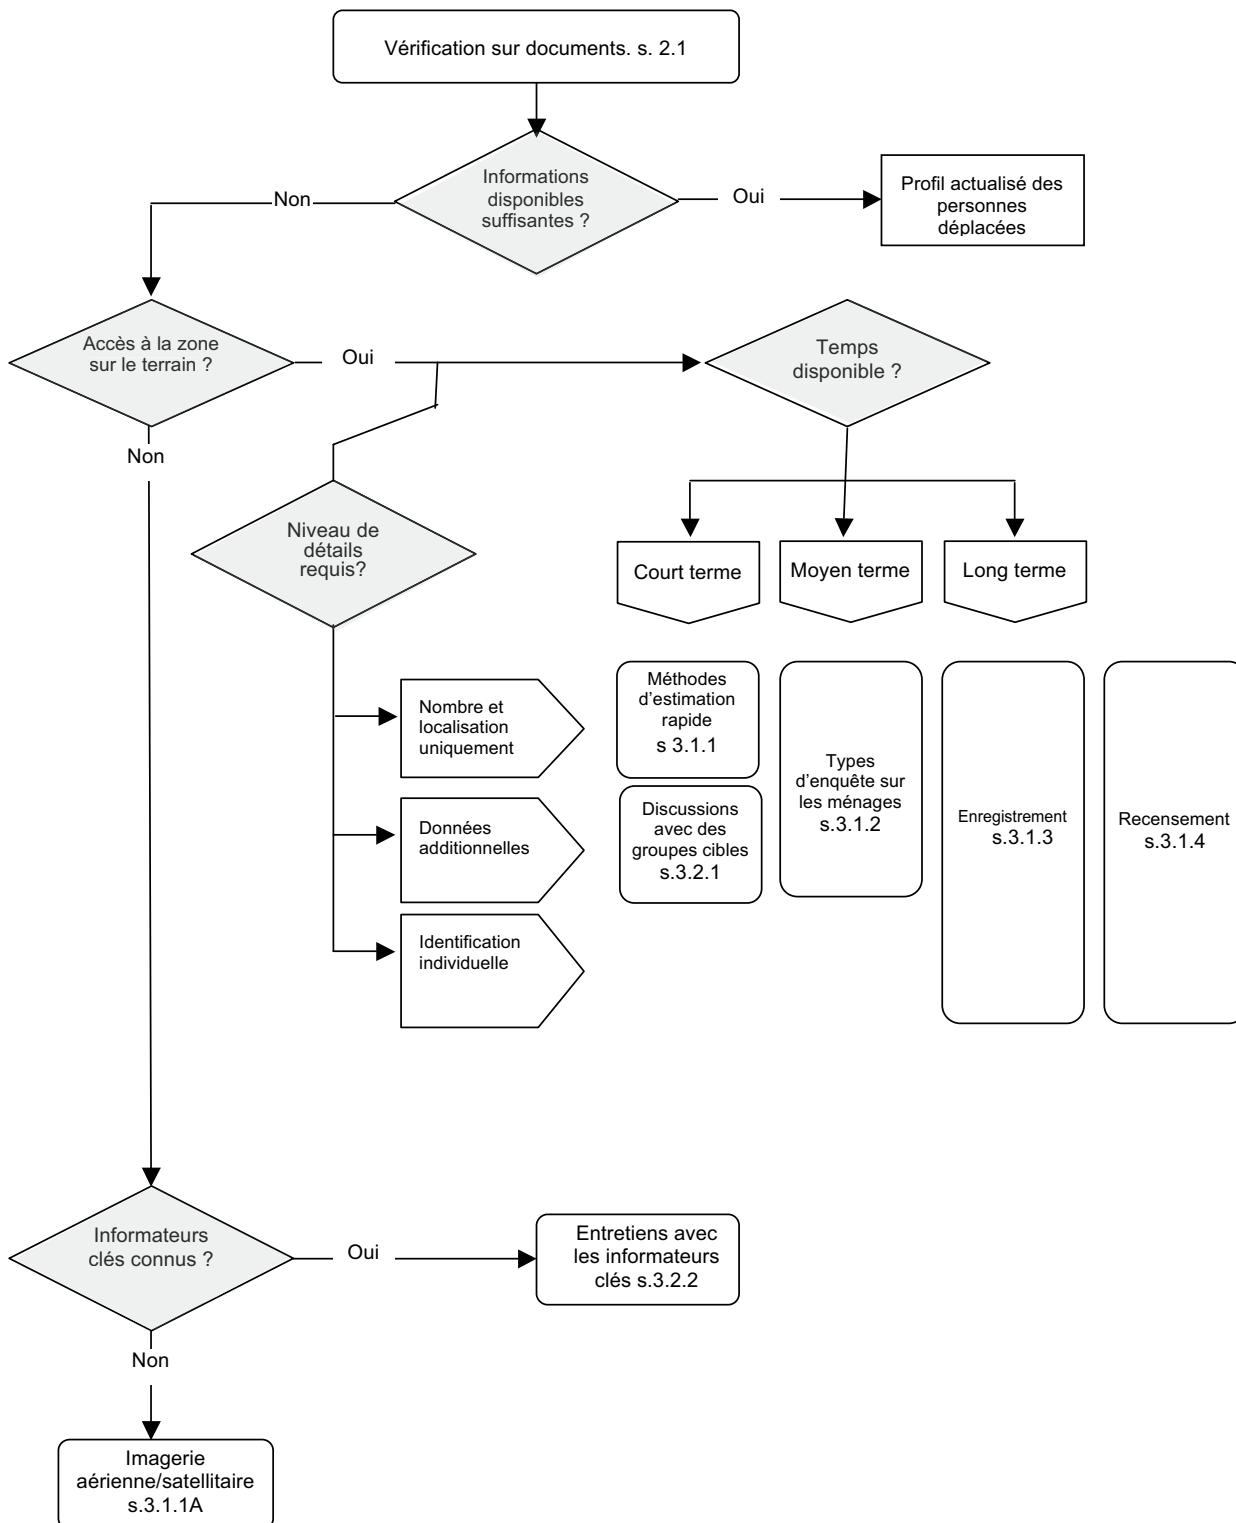 Vérification sur documents. s. 2.1
Informations
disponibles
suffisantes ?
Non
Oui
Profil actualisé des
personnes
déplacées
Accès à la zone
sur le terrain ?
Oui
Temps
disponible ?
Non
Niveau de
détails
requis?
Court terme
Moyen terme
Long terme
Nombre et
localisation
uniquement
Méthodes
d’estimation
rapide
s 3.1.1
Types
d’enquête sur
les ménages
s.3.1.2
Enregistrement
s.3.1.3
Recensement
s.3.1.4
Données
additionnelles
Discussions
avec des
groupes cibles
s.3.2.1
Identification
individuelle
Informateurs
clés connus ?
Oui
Entretiens avec
les informateurs
clés s.3.2.2
Non
Imagerie
aérienne/satellitaire
s.3.1.1A